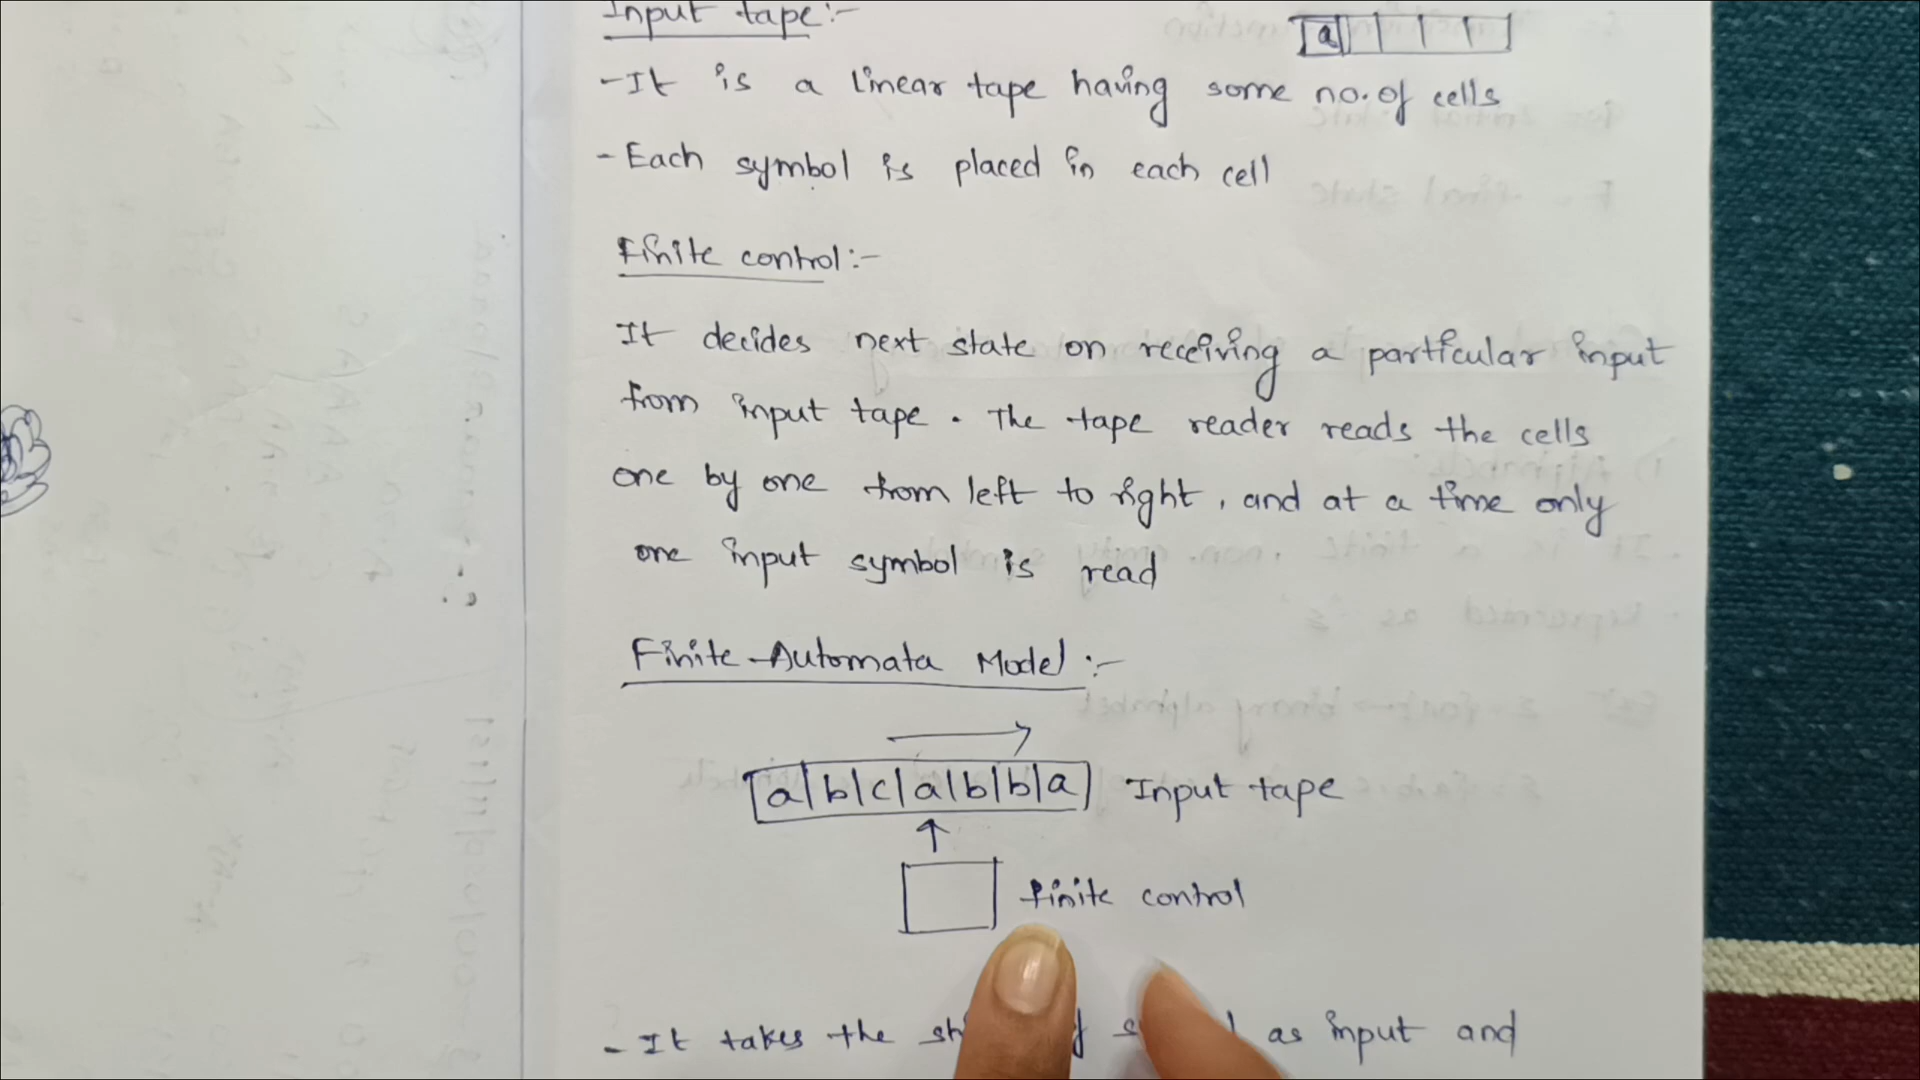 Input tape:-
a
-It is a linear tape having some no. of cells
- Each symbol is placed in each cell
Finite control:-
It decides next state on receiving a particular input
from input tape. The tape reader reads the cells
one by one from left to right, and at a time only
one input symbol is read
Finite Automata Model :-
a|b|c|a|b|b|a Input tape
finite control
- It takes the as input and